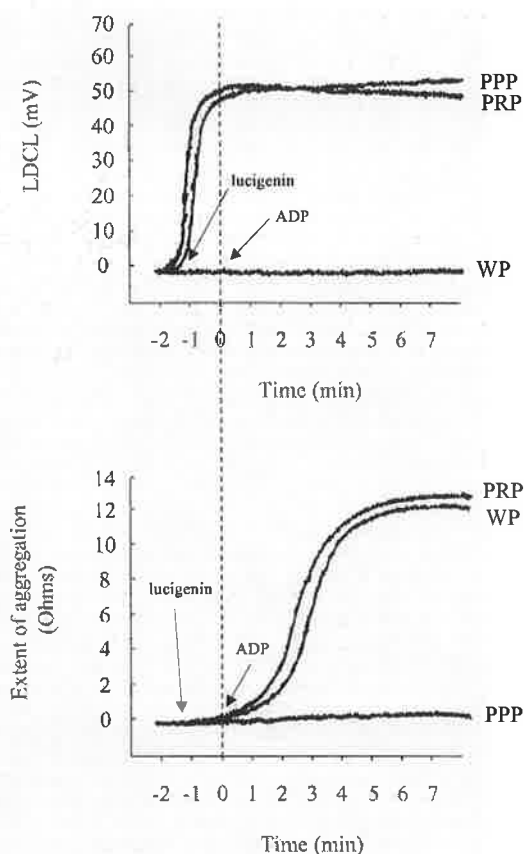 70
60
50
40
30
20
10
0
LDCL (mV)
PPP
PRP
lucigenin
ADP
WP
-2 -1 0 1 2 3 4 5 6 7
Time (min)
14
12
10
8
6
4
2
0
Extent of aggregation
(Ohms)
PRP
WP
lucigenin
ADP
PPP
-2 -1 0 1 2 3 4 5 6 7
Time (min)